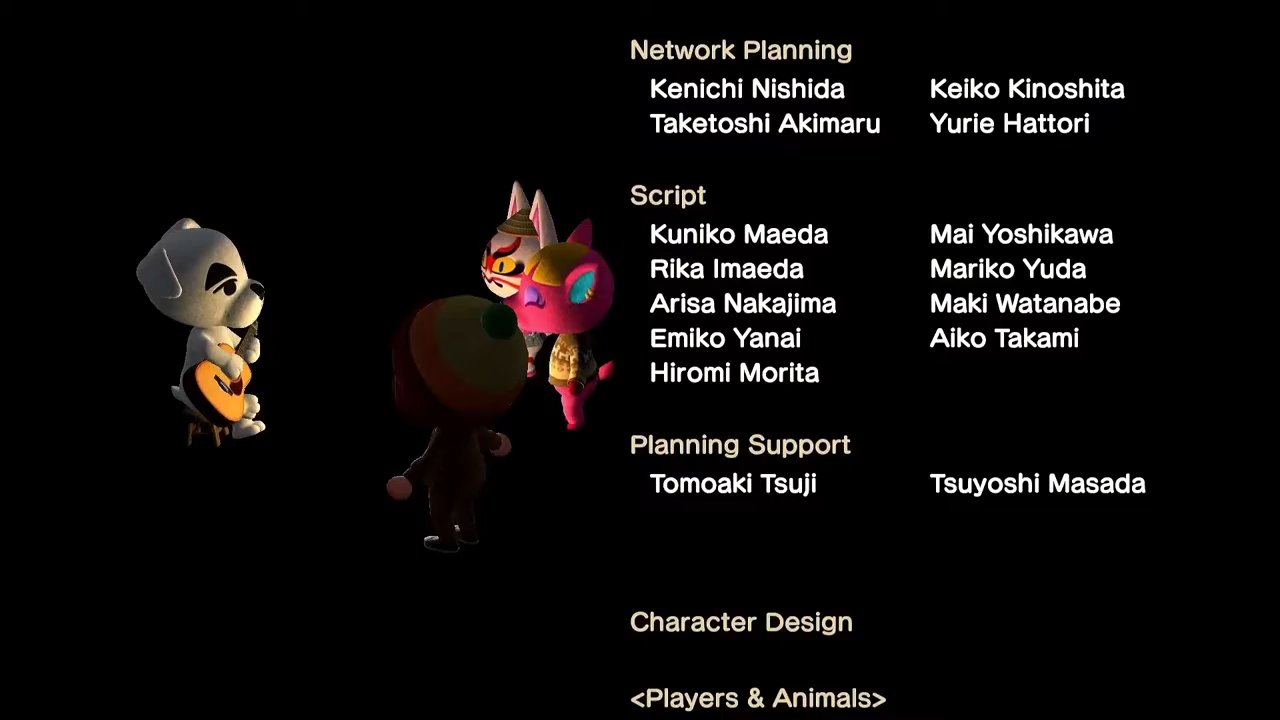 Network Planning
Kenichi Nishida Keiko Kinoshita
Taketoshi Akimaru Yurie Hattori
Script
Kuniko Maeda Mai Yoshikawa
Rika Imaeda Mariko Yuda
Arisa Nakajima Maki Watanabe
Emiko Yanai Aiko Takami
Hiromi Morita
Planning Support
Tomoaki Tsuji Tsuyoshi Masada
Character Design
<Players & Animals>